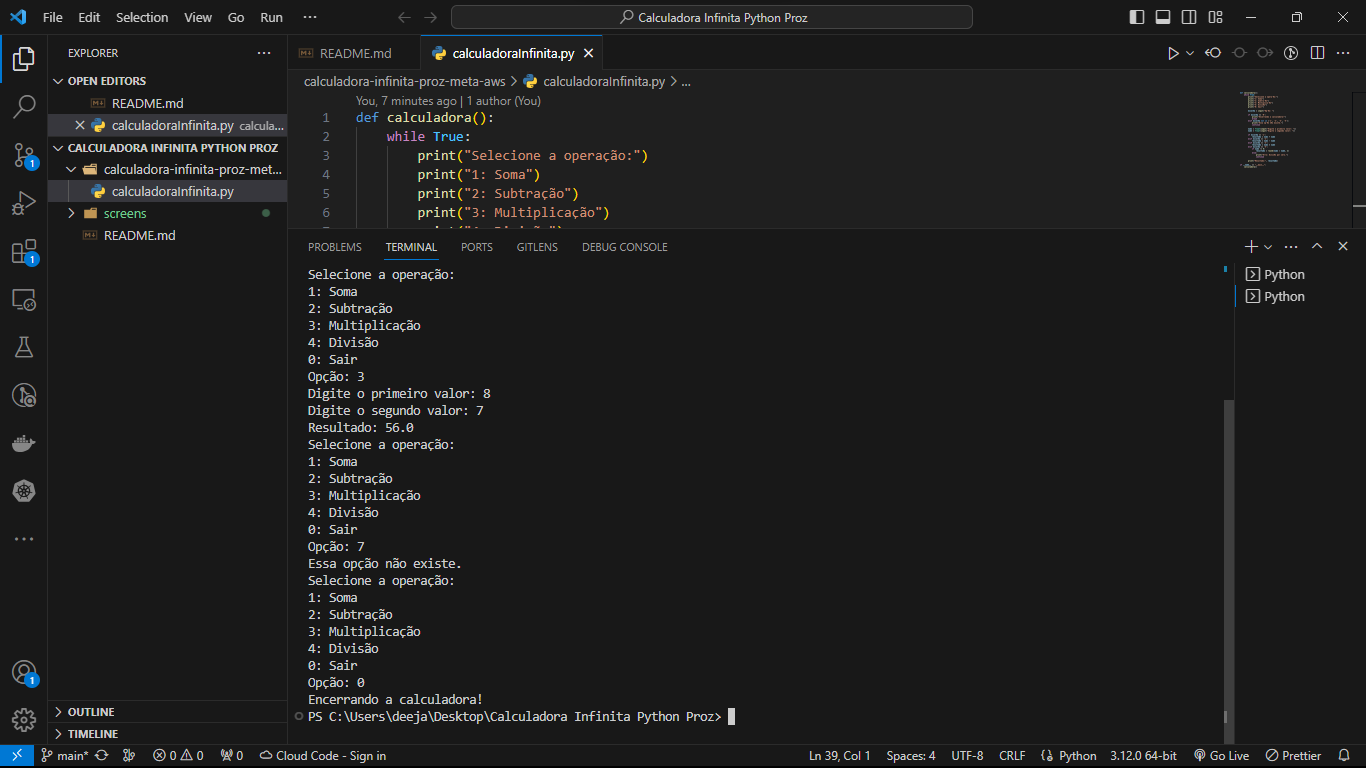 File Edit Selection View Go Run ···
Calculadora Infinita Python Proz
EXPLORER
OPEN EDITORS
README.md
calculadoraInfinita.py calcula...
CALCULADORA INFINITA PYTHON PROZ
calculadora-infinita-proz-met...
calculadoraInfinita.py
screens
README.md
OUTLINE
TIMELINE
1
1
1
README.md
calculadoraInfinita.py
calculadora-infinita-proz-meta-aws > calculadoraInfinita.py > ...
You, 7 minutes ago | 1 author (You)
1 def calculadora():
2 while True:
3 print("Selecione a operação:")
4 print("1: Soma")
5 print("2: Subtração")
6 print("3: Multiplicação")
PROBLEMS TERMINAL PORTS GITLENS DEBUG CONSOLE
Python
Python
Selecione a operação:
1: Soma
2: Subtração
3: Multiplicação
4: Divisão
0: Sair
Opção: 3
Digite o primeiro valor: 8
Digite o segundo valor: 7
Resultado: 56.0
Selecione a operação:
1: Soma
2: Subtração
3: Multiplicação
4: Divisão
0: Sair
Opção: 7
Essa opção não existe.
Selecione a operação:
1: Soma
2: Subtração
3: Multiplicação
4: Divisão
0: Sair
Opção: 0
Encerrando a calculadora!
PS C:\Users\deeja\Desktop\Calculadora Infinita Python Proz>
main* 0 0 0 Cloud Code - Sign in Ln 39, Col 1 Spaces: 4 UTF-8 CRLF Python 3.12.0 64-bit Go Live Prettier